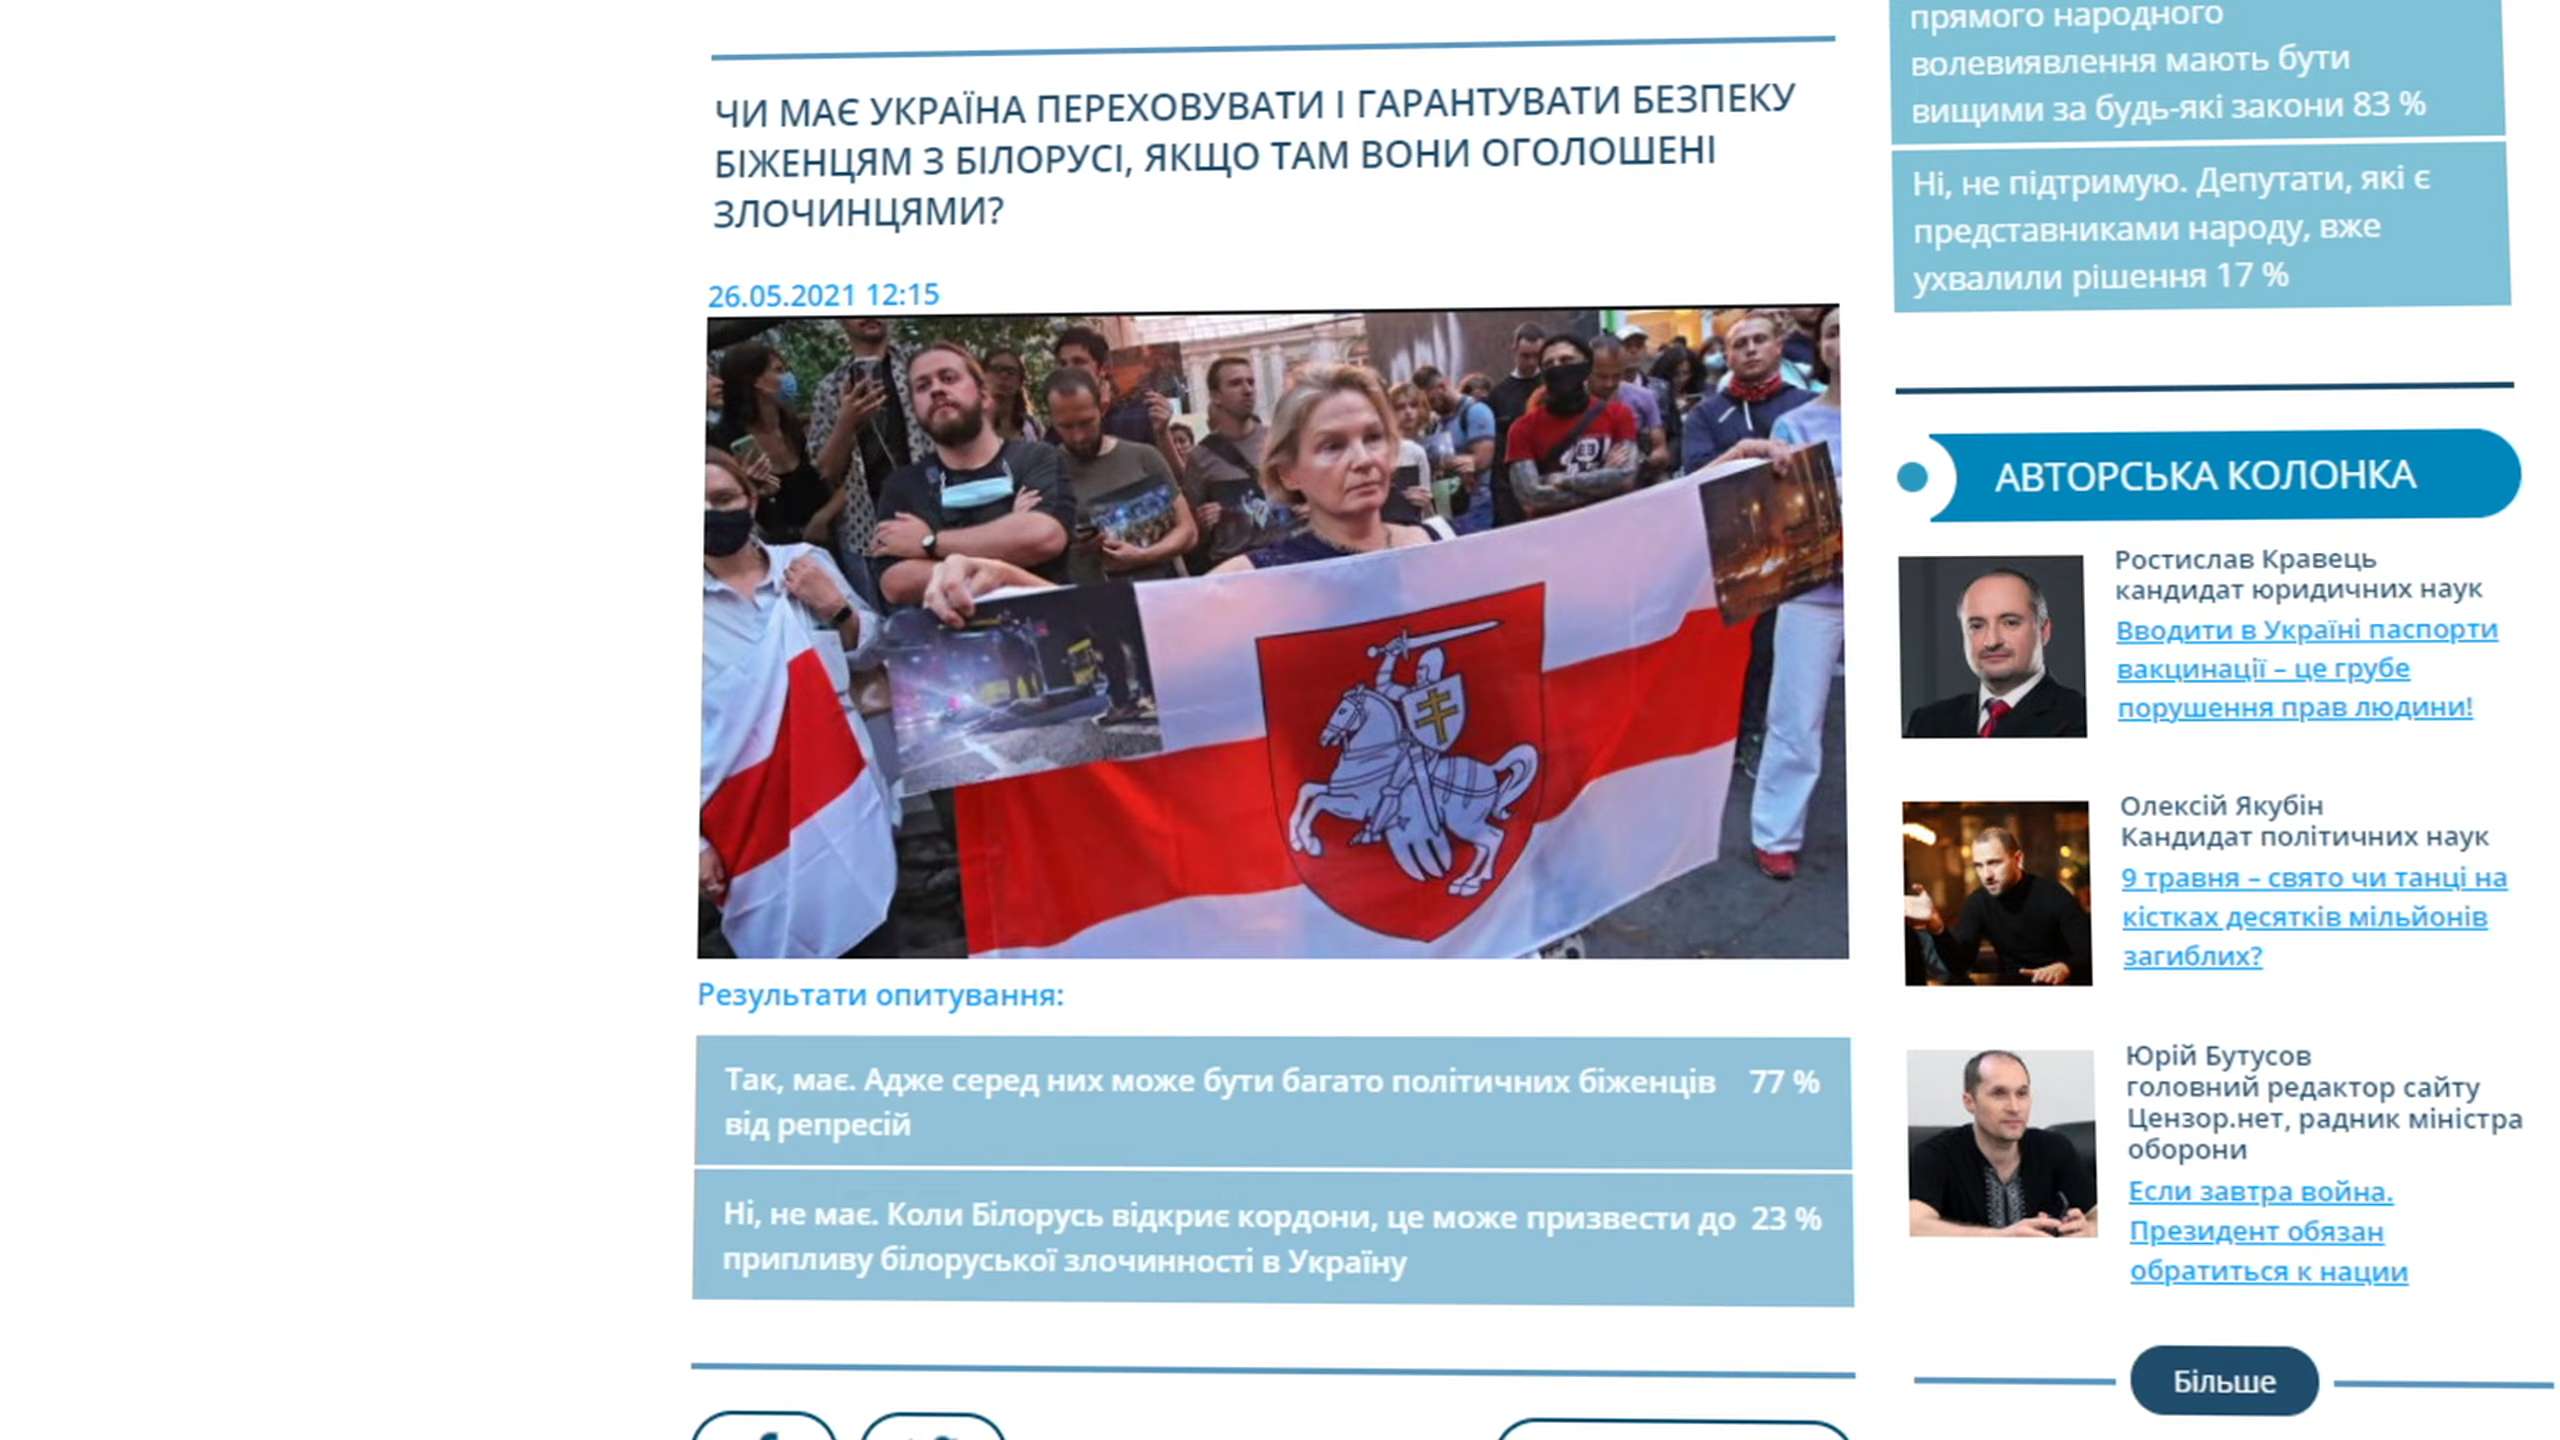 ЧИ МАЄ УКРАЇНА ПЕРЕХОВУВАТИ І ГАРАНТУВАТИ БЕЗПЕКУ
БІЖЕНЦЯМ З БІЛОРУСІ, ЯКЩО ТАМ ВОНИ ОГОЛОШЕНІ
ЗЛОЧИНЦЯМИ?
26.05.2021 12:15
Результати опитування:
Так, має. Адже серед них може бути багато політичних біженців 77 %
від репресій
Ні, не має. Коли Білорусь відкриє кордони, це може призвести до 23 %
припливу білоруської злочинності в Україну
прямого народного
волевиявлення мають бути
вищими за будь-які закони 83 %
Ні, не підтримую. Депутати, які є
представниками народу, вже
ухвалили рішення 17 %
АВТОРСЬКА КОЛОНКА
Ростислав Кравець
кандидат юридичних наук
Вводити в Україні паспорти
вакцинації – це грубе
порушення прав людини!
Олексій Якубін
Кандидат політичних наук
9 травня – свято чи танці на
кістках десятків мільйонів
загиблих?
Юрій Бутусов
головний редактор сайту
Цензор.нет, радник міністра
оборони
Если завтра война.
Президент обязан
обратиться к нации
Більше